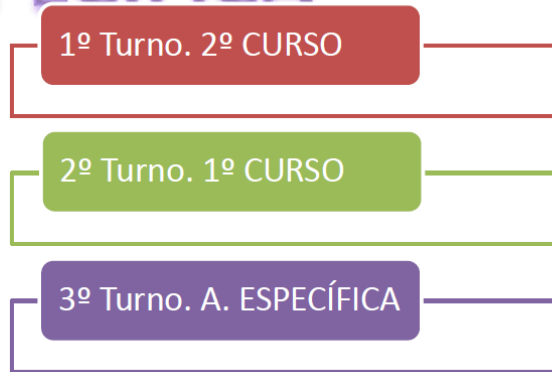 1º Turno. 2º CURSO
2º Turno. 1º CURSO
3º Turno. A. ESPECÍFICA